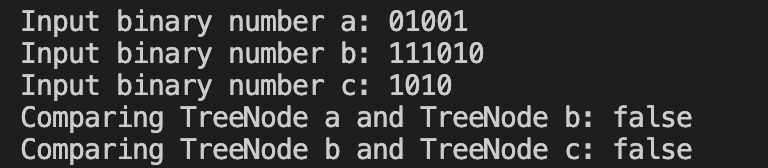 Input binary number a: 01001
Input binary number b: 111010
Input binary number c: 1010
Comparing TreeNode a and TreeNode b: false
Comparing TreeNode b and TreeNode c: false